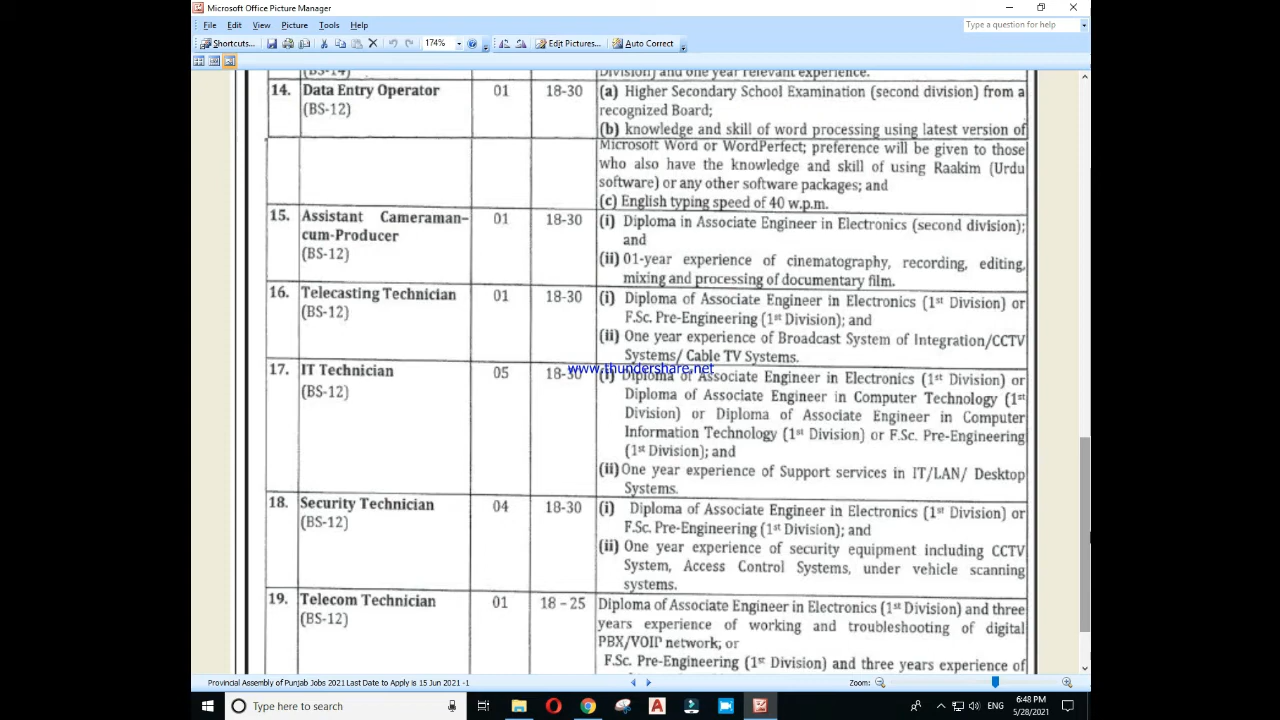 Microsoft Office Picture Manager
File Edit View Picture Tools Help
Type a question for help
Shortcuts... 174% Edit Pictures... Auto Correct
(BS-14) Division) and one year relevant experience.
14. Data Entry Operator 01 18-30 (a) Higher Secondary School Examination (second division) from a
(BS-12) recognized Board;
(b) knowledge and skill of word processing using latest version of
Microsoft Word or WordPerfect; preference will be given to those
who also have the knowledge and skill of using Raakim (Urdu
software) or any other software packages; and
(c) English typing speed of 40 w.p.m.
15. Assistant Cameraman- 01 18-30 (i) Diploma in Associate Engineer in Electronics (second division);
cum-Producer and
(BS-12) (ii) 01-year experience of cinematography, recording, editing,
mixing and processing of documentary film.
16. Telecasting Technician 01 18-30 (i) Diploma of Associate Engineer in Electronics (1st Division) or
(BS-12) F.Sc. Pre-Engineering (1st Division); and
(ii) One year experience of Broadcast System of Integration/CCTV
Systems/ Cable TV Systems.
www.thundershare.net
17. IT Technician 05 18-30 (i) Diploma of Associate Engineer in Electronics (1st Division) or
(BS-12) Diploma of Associate Engineer in Computer Technology (1st
Division) or Diploma of Associate Engineer in Computer
Information Technology (1st Division) or F.Sc. Pre-Engineering
(1st Division); and
(ii) One year experience of Support services in IT/LAN/ Desktop
Systems.
18. Security Technician 04 18-30 (i) Diploma of Associate Engineer in Electronics (1st Division) or
(BS-12) F.Sc. Pre-Engineering (1st Division); and
(ii) One year experience of security equipment including CCTV
System, Access Control Systems, under vehicle scanning
systems.
19. Telecom Technician 01 18 – 25 Diploma of Associate Engineer in Electronics (1st Division) and three
(BS-12) years experience of working and troubleshooting of digital
PBX/VOIP network; or
F.Sc. Pre-Engineering (1st Division) and three years experience of
Provincial Assembly of Punjab Jobs 2021 Last Date to Apply is 15 Jun 2021 -1 Zoom:
Type here to search ENG 6:48 PM
5/28/2021